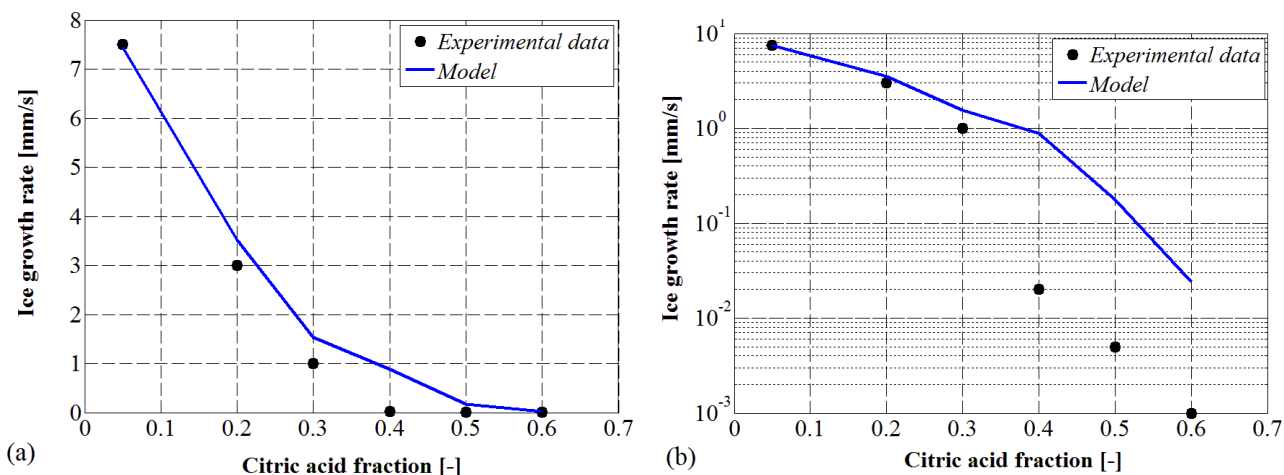 8
7
6
5
4
3
2
1
0
Ice growth rate [mm/s]
Experimental data
Model
0 0.1 0.2 0.3 0.4 0.5 0.6 0.7
Citric acid fraction [-]
(a)
10^1
10^0
10^-1
10^-2
10^-3
Ice growth rate [mm/s]
Experimental data
Model
0 0.1 0.2 0.3 0.4 0.5 0.6 0.7
Citric acid fraction [-]
(b)